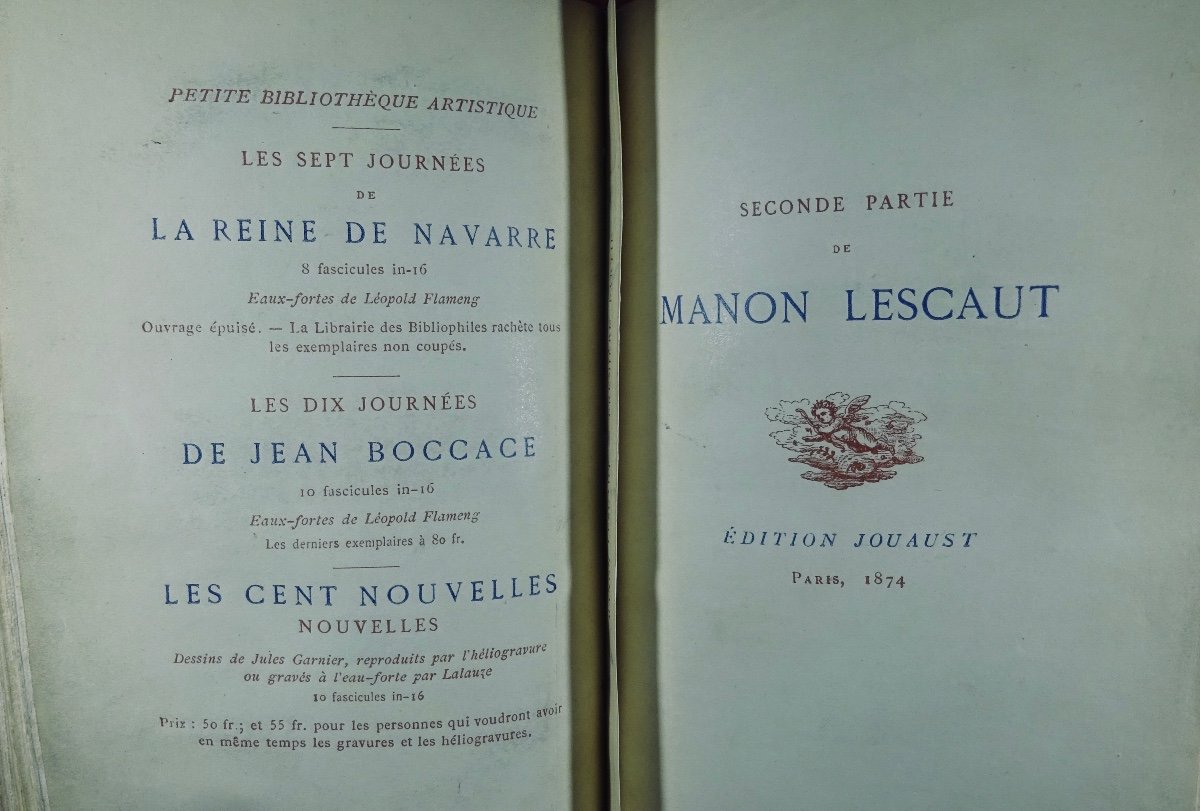 PETITE BIBLIOTHÈQUE ARTISTIQUE
LES SEPT JOURNÉES
DE
LA REINE DE NAVARRE
8 fascicules in-16
Eaux-fortes de Léopold Flameng
Ouvrage épuisé. — La Librairie des Bibliophiles rachète tous
les exemplaires non coupés.
LES DIX JOURNÉES
DE JEAN BOCCACE
10 fascicules in-16
Eaux-fortes de Léopold Flameng
Les derniers exemplaires à 80 fr.
LES CENT NOUVELLES
NOUVELLES
Dessins de Jules Garnier, reproduits par l'héliogravure
ou gravés à l'eau-forte par Lalauze
10 fascicules in-16
Prix : 50 fr.; et 55 fr. pour les personnes qui voudront avoir
en même temps les gravures et les héliogravures.
SECONDE PARTIE
DE
MANON LESCAUT
ÉDITION JOUAUST
PARIS, 1874